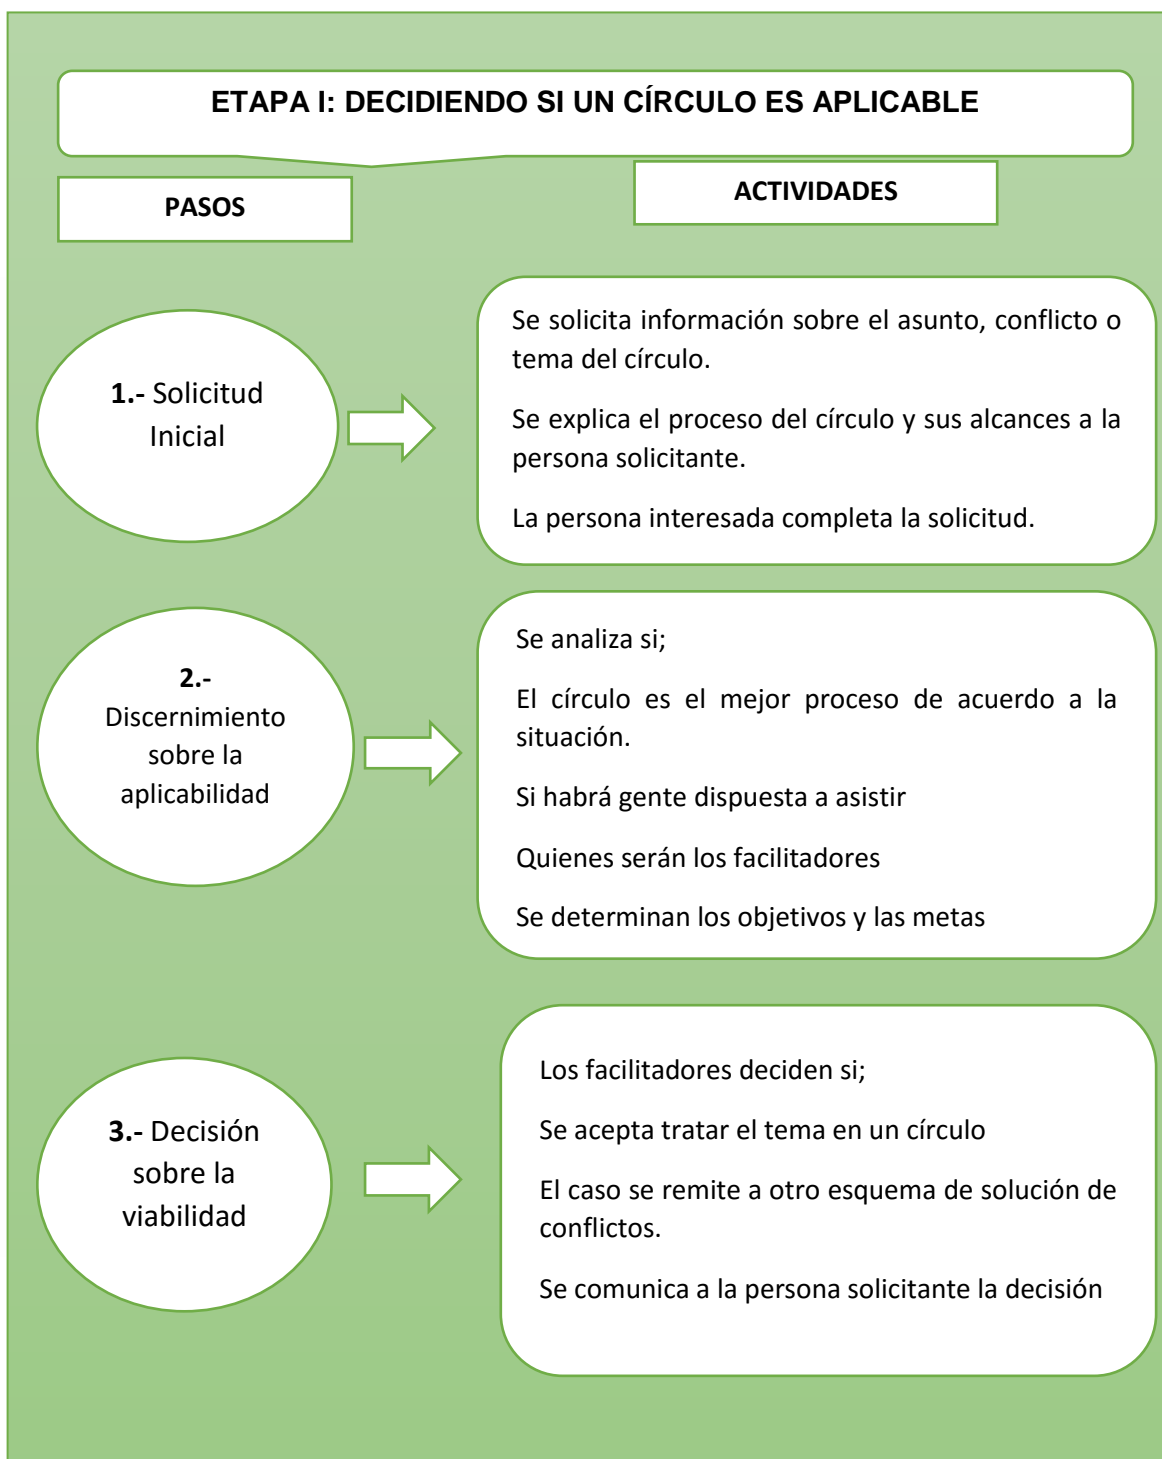 ETAPA I: DECIDIENDO SI UN CÍRCULO ES APLICABLE
PASOS
ACTIVIDADES
1.- Solicitud
Inicial
Se solicita información sobre el asunto, conflicto o
tema del círculo.
Se explica el proceso del círculo y sus alcances a la
persona solicitante.
La persona interesada completa la solicitud.
2.-
Discernimiento
sobre la
aplicabilidad
Se analiza si;
El círculo es el mejor proceso de acuerdo a la
situación.
Si habrá gente dispuesta a asistir
Quienes serán los facilitadores
Se determinan los objetivos y las metas
3.- Decisión
sobre la
viabilidad
Los facilitadores deciden si;
Se acepta tratar el tema en un círculo
El caso se remite a otro esquema de solución de
conflictos.
Se comunica a la persona solicitante la decisión